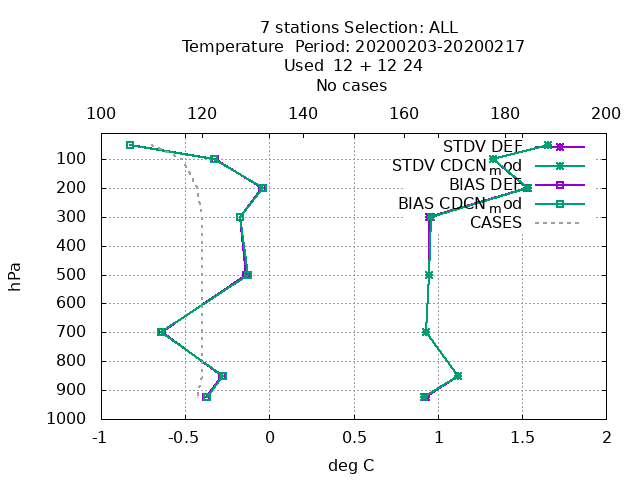 7 stations Selection: ALL
Temperature  Period: 20200203-20200217
Used  12 + 12 24
No cases
100 120 140 160 180 200
STDV DEF
STDV CDCNmod
BIAS DEF
BIAS CDCNmod
CASES
100
200
300
400
500
600
700
800
900
1000
hPa
-1 -0.5 0 0.5 1 1.5 2
deg C